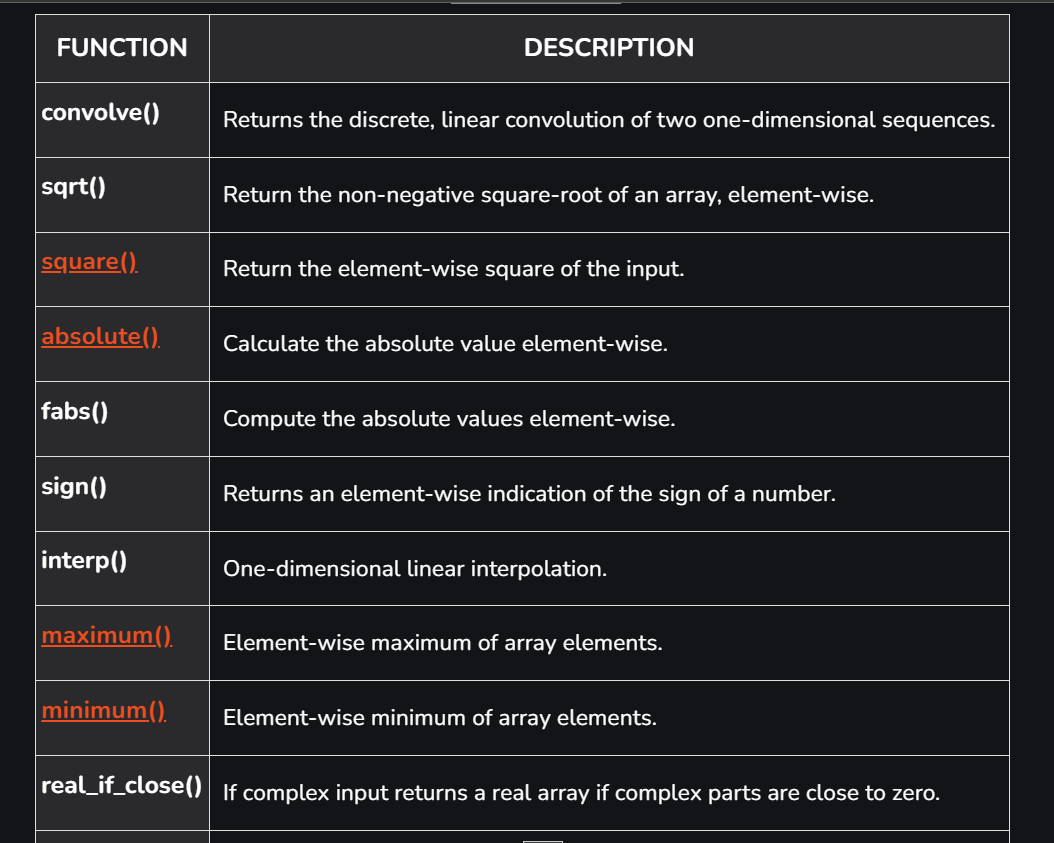 FUNCTION DESCRIPTION
convolve() Returns the discrete, linear convolution of two one-dimensional sequences.
sqrt() Return the non-negative square-root of an array, element-wise.
square() Return the element-wise square of the input.
absolute() Calculate the absolute value element-wise.
fabs() Compute the absolute values element-wise.
sign() Returns an element-wise indication of the sign of a number.
interp() One-dimensional linear interpolation.
maximum() Element-wise maximum of array elements.
minimum() Element-wise minimum of array elements.
real_if_close() If complex input returns a real array if complex parts are close to zero.